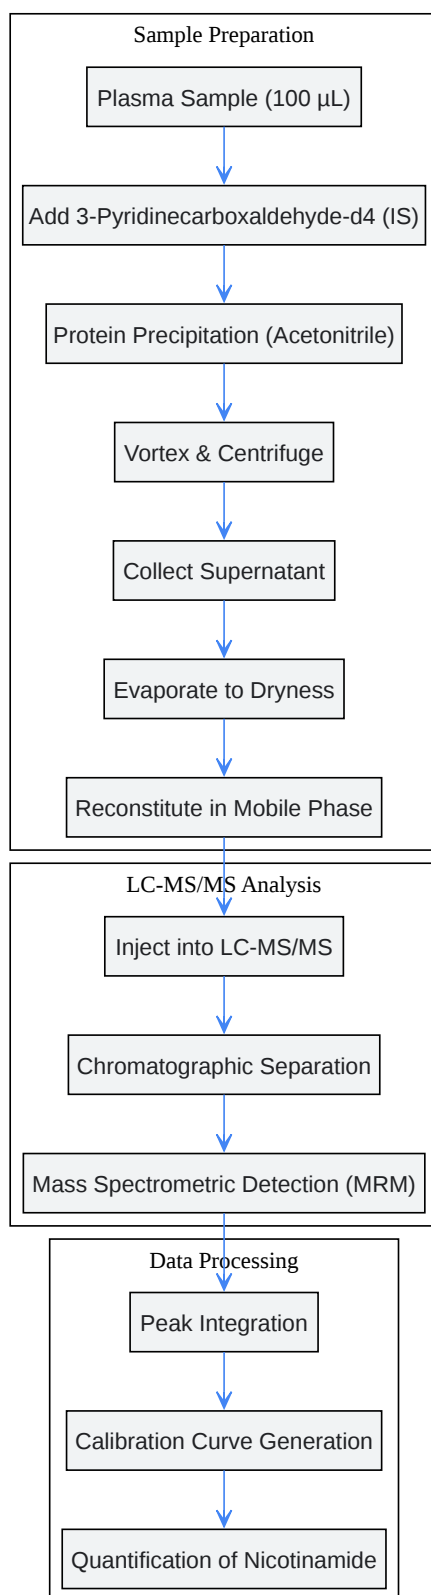 Sample Preparation
Plasma Sample (100 µL)
Add 3-Pyridinecarboxaldehyde-d4 (IS)
Protein Precipitation (Acetonitrile)
Vortex & Centrifuge
Collect Supernatant
Evaporate to Dryness
Reconstitute in Mobile Phase
LC-MS/MS Analysis
Inject into LC-MS/MS
Chromatographic Separation
Mass Spectrometric Detection (MRM)
Data Processing
Peak Integration
Calibration Curve Generation
Quantification of Nicotinamide